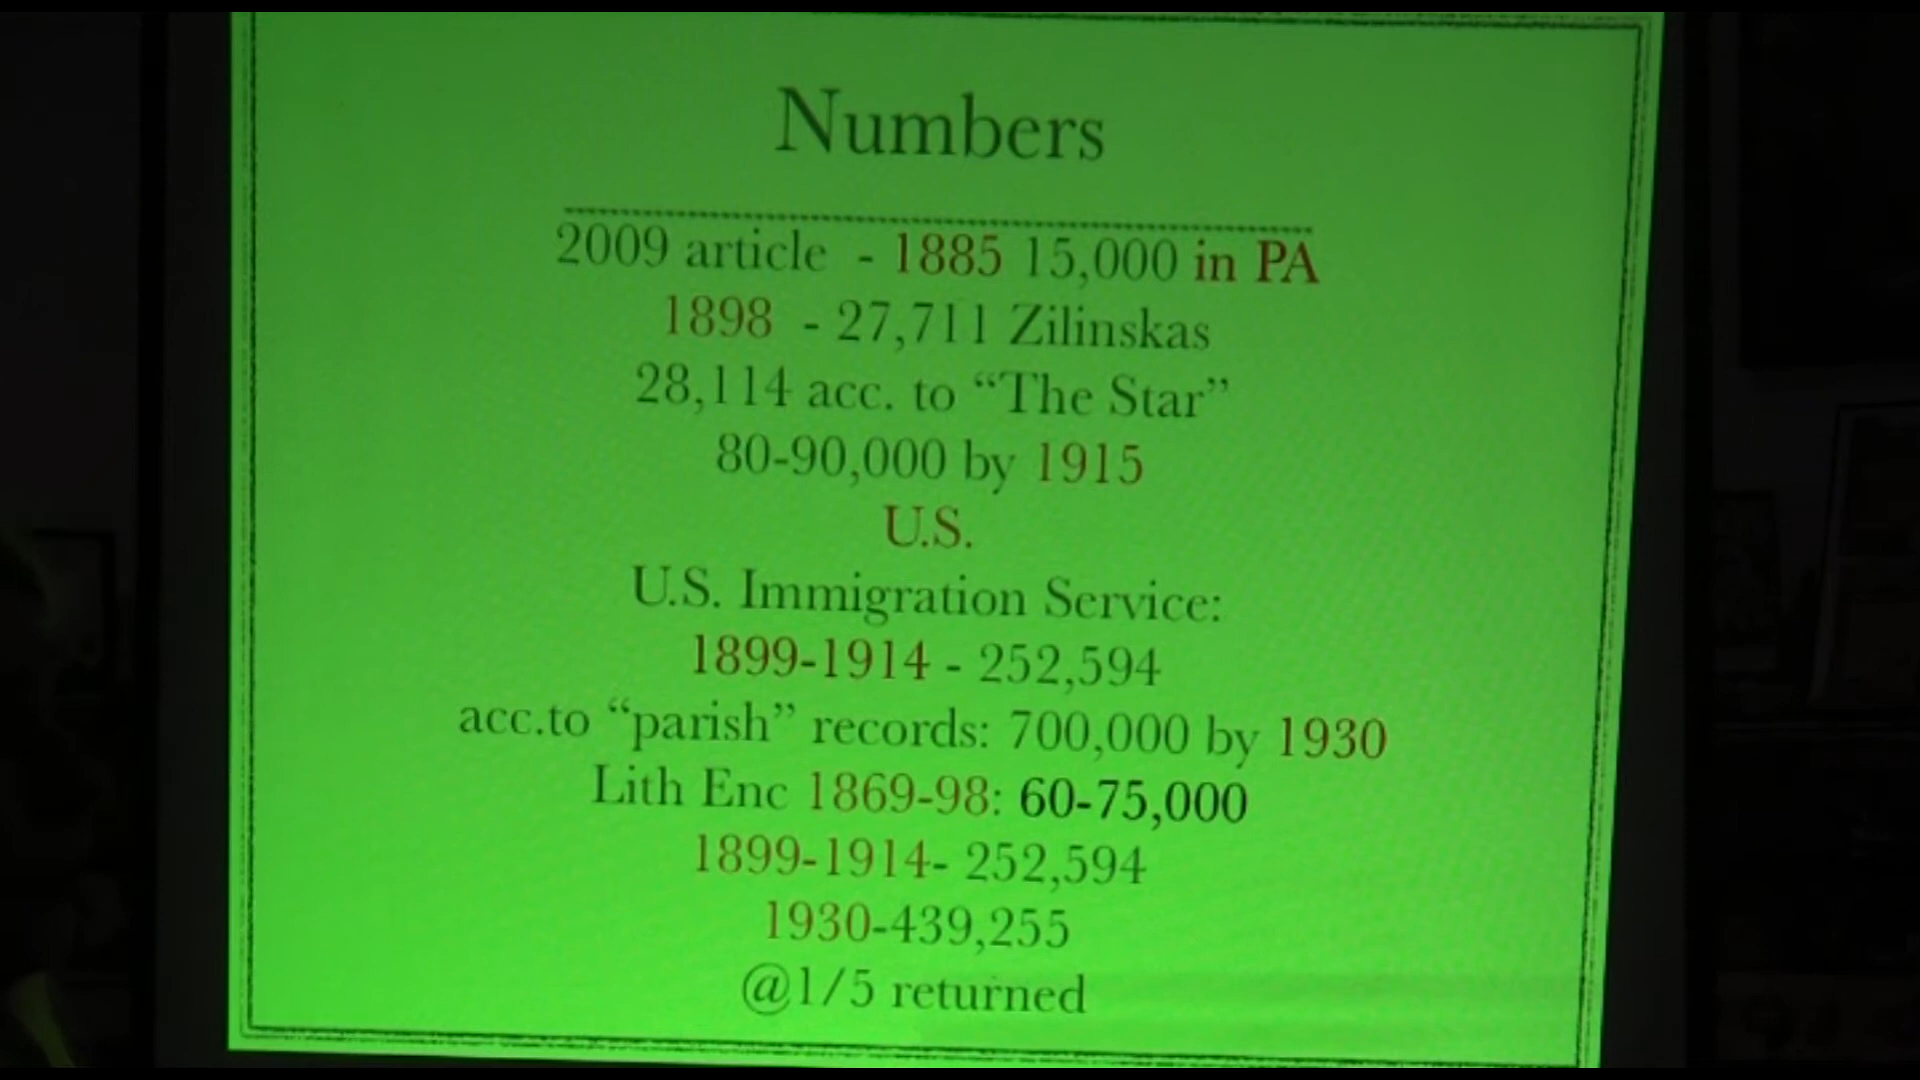 Numbers
2009 article - 1885 15,000 in PA
1898 - 27,711 Zilinskas
28,114 acc. to “The Star”
80-90,000 by 1915
U.S.
U.S. Immigration Service:
1899-1914 - 252,594
acc.to “parish” records: 700,000 by 1930
Lith Enc 1869-98: 60-75,000
1899-1914- 252,594
1930-439,255
@1/5 returned